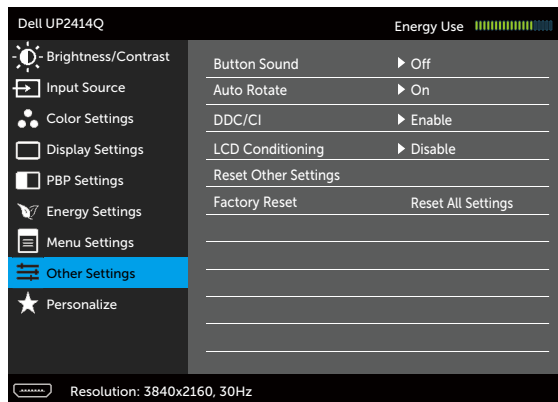 Dell UP2414Q
Energy Use
Brightness/Contrast
Input Source
Color Settings
Display Settings
PBP Settings
Energy Settings
Menu Settings
Other Settings
Personalize
Button Sound Off
Auto Rotate On
DDC/CI Enable
LCD Conditioning Disable
Reset Other Settings
Factory Reset Reset All Settings
Resolution: 3840x2160, 30Hz